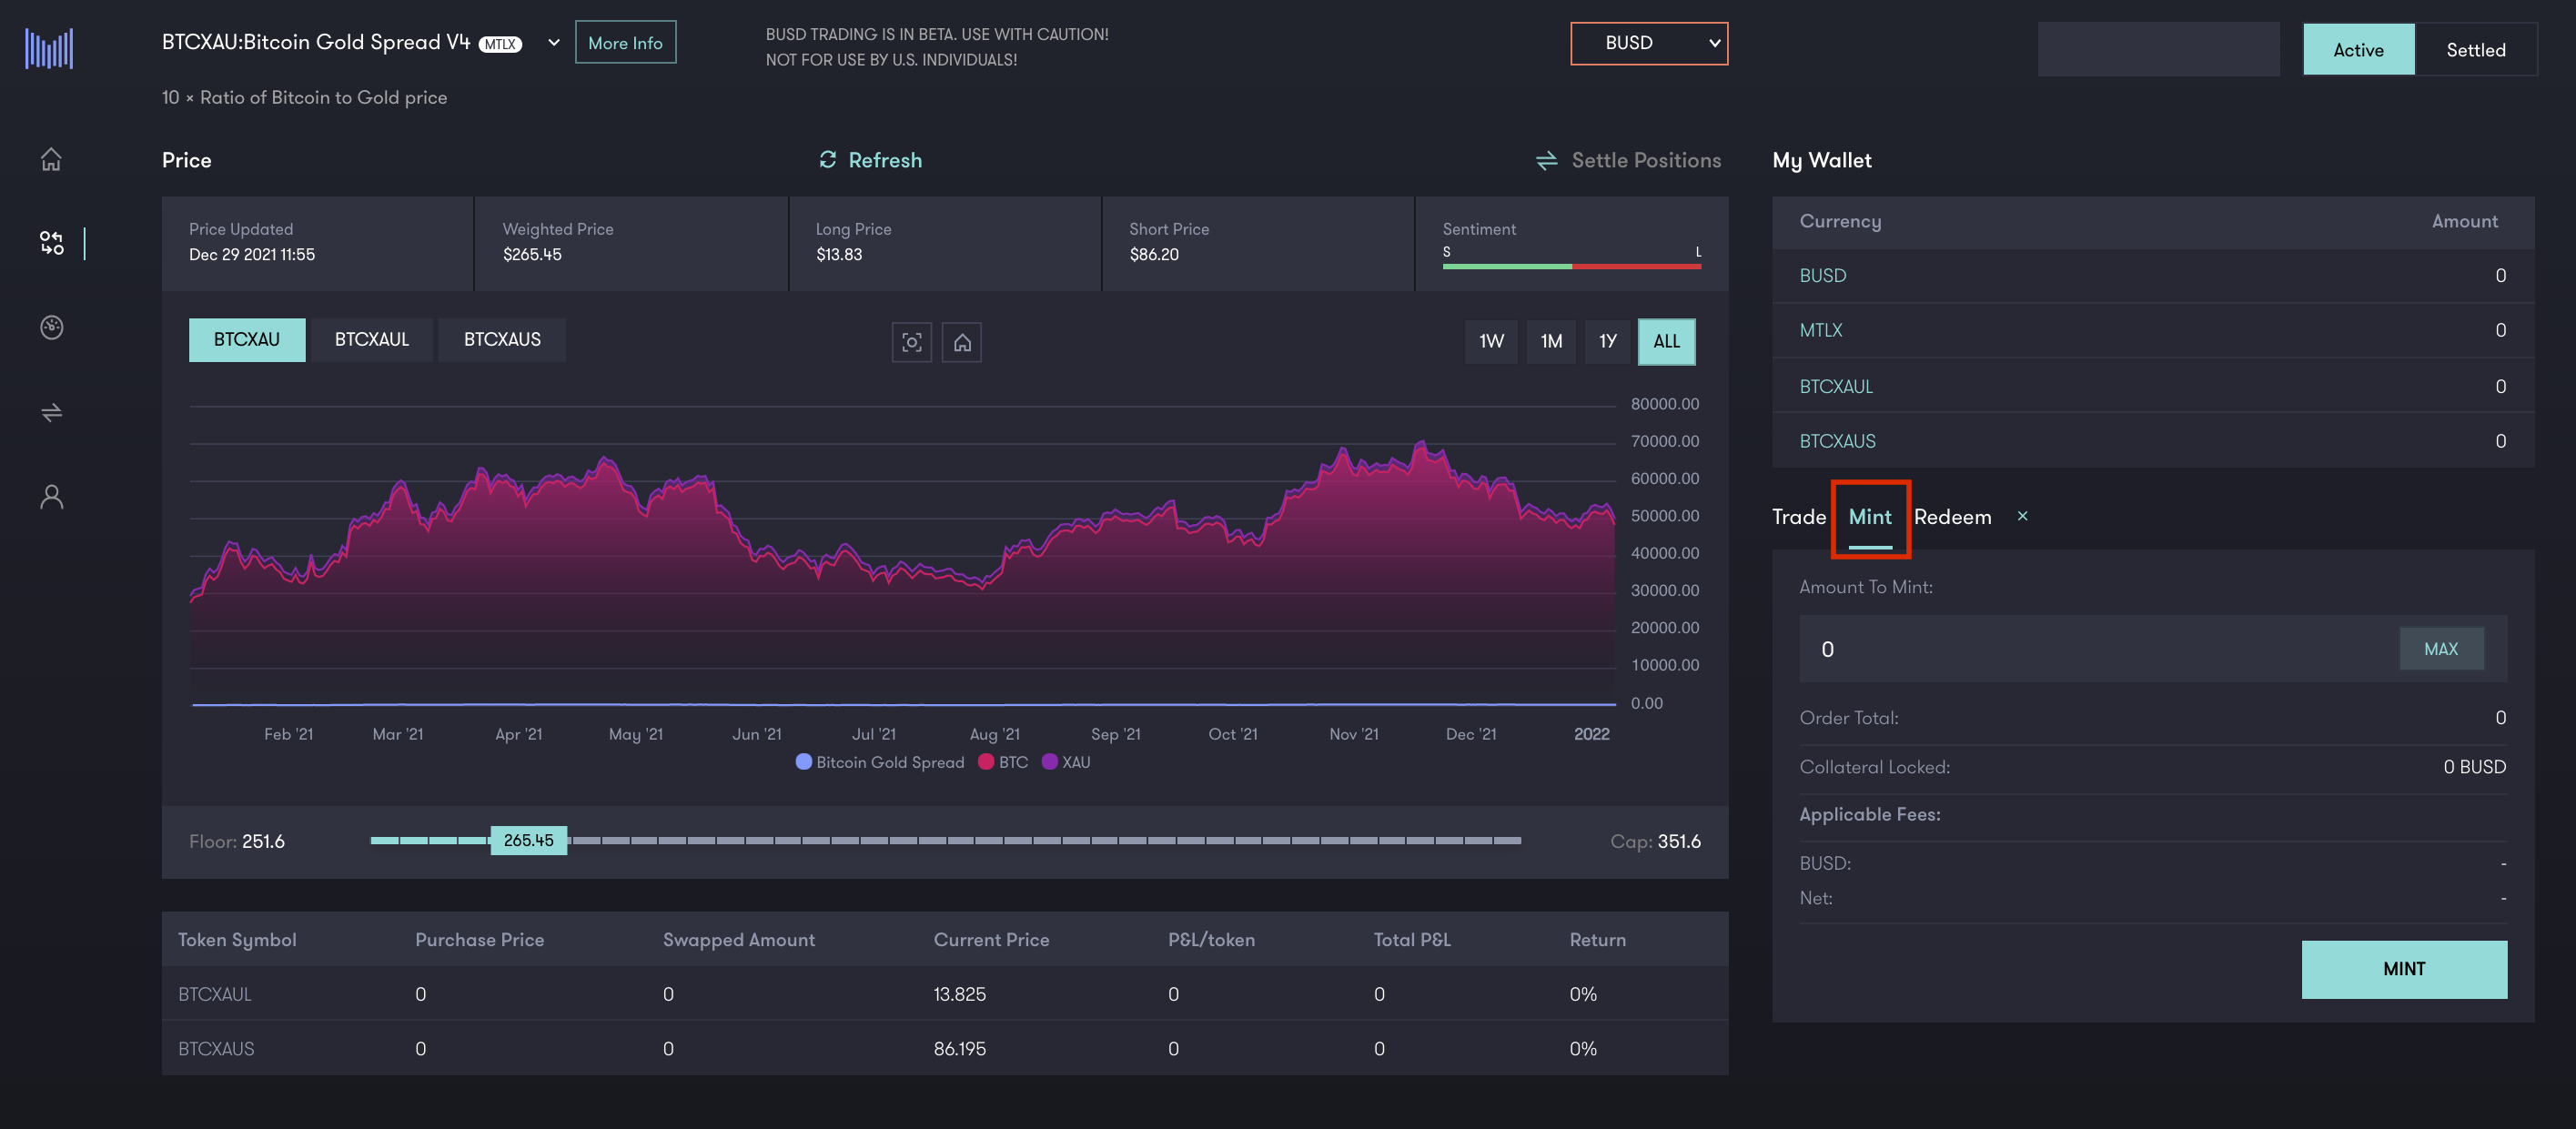 BTCXAU:Bitcoin Gold Spread V4 MTLX
More Info
BUSD TRADING IS IN BETA. USE WITH CAUTION!
NOT FOR USE BY U.S. INDIVIDUALS!
BUSD
Active
Settled
10 × Ratio of Bitcoin to Gold price
Price
Refresh
Settle Positions
Price Updated
Dec 29 2021 11:55
Weighted Price
$265.45
Long Price
$13.83
Short Price
$86.20
Sentiment
S L
BTCXAU BTCXAUL BTCXAUS
1W 1M 1Y ALL
80000.00
70000.00
60000.00
50000.00
40000.00
30000.00
20000.00
10000.00
0.00
Feb '21 Mar '21 Apr '21 May '21 Jun '21 Jul '21 Aug '21 Sep '21 Oct '21 Nov '21 Dec '21 2022
Bitcoin Gold Spread BTC XAU
Floor: 251.6 265.45 Cap: 351.6
Token Symbol Purchase Price Swapped Amount Current Price P&L/token Total P&L Return
BTCXAUL 0 0 13.825 0 0 0%
BTCXAUS 0 0 86.195 0 0 0%
My Wallet
Currency Amount
BUSD 0
MTLX 0
BTCXAUL 0
BTCXAUS 0
Trade Mint Redeem ×
Amount To Mint:
0 MAX
Order Total: 0
Collateral Locked: 0 BUSD
Applicable Fees:
BUSD: -
Net: -
MINT